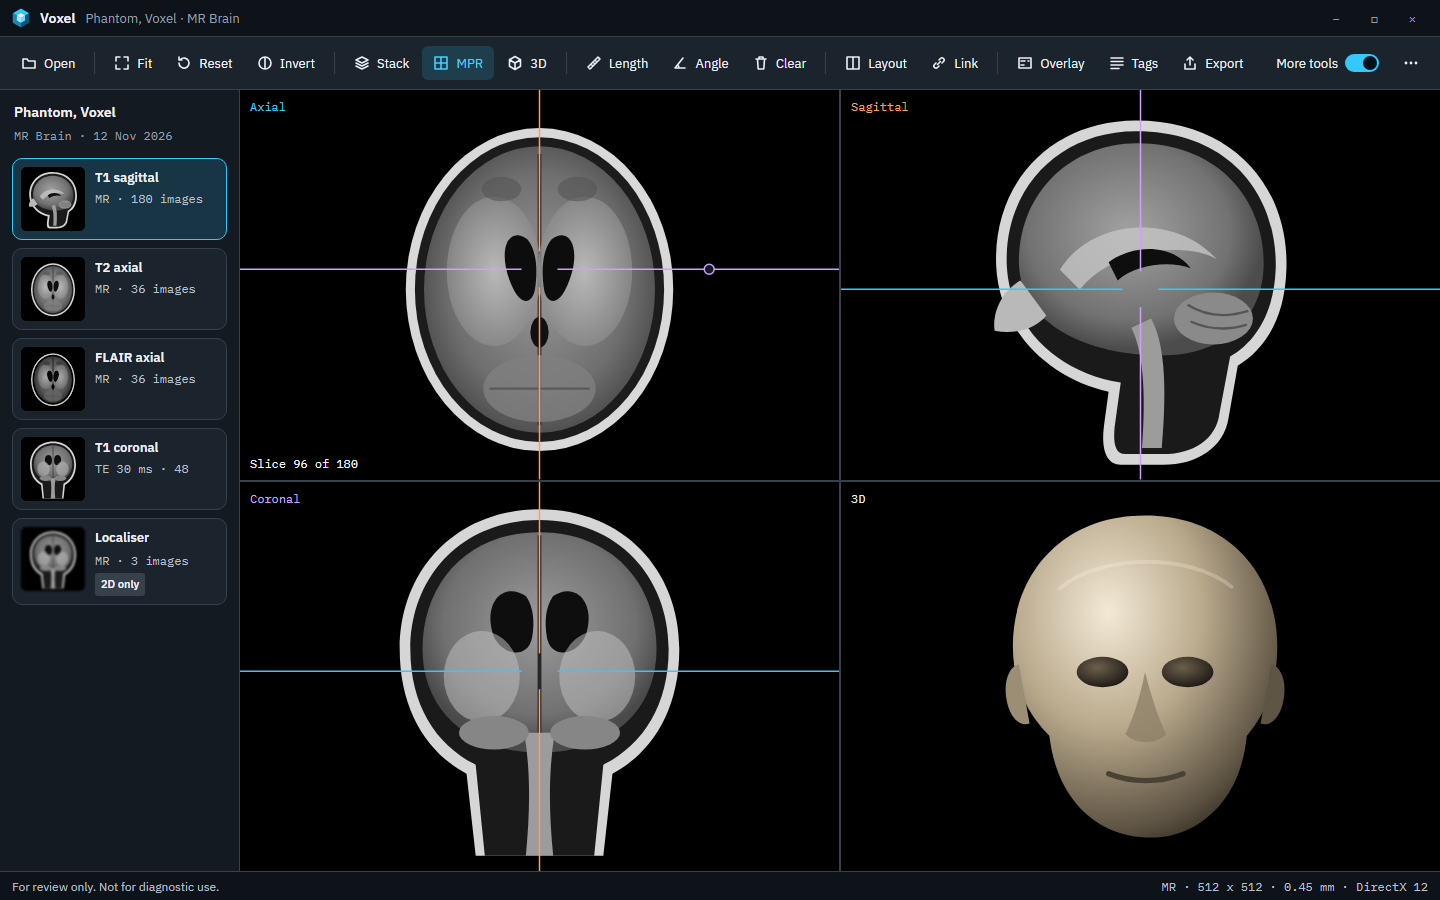 Voxel Phantom, Voxel · MR Brain
Open Fit Reset Invert Stack MPR 3D Length Angle Clear Layout Link Overlay Tags Export More tools
Phantom, Voxel
MR Brain · 12 Nov 2026
T1 sagittal
MR · 180 images
T2 axial
MR · 36 images
FLAIR axial
MR · 36 images
T1 coronal
TE 30 ms · 48
Localiser
MR · 3 images
2D only
Axial
Slice 96 of 180
Sagittal
Coronal
3D
For review only. Not for diagnostic use.
MR · 512 x 512 · 0.45 mm · DirectX 12